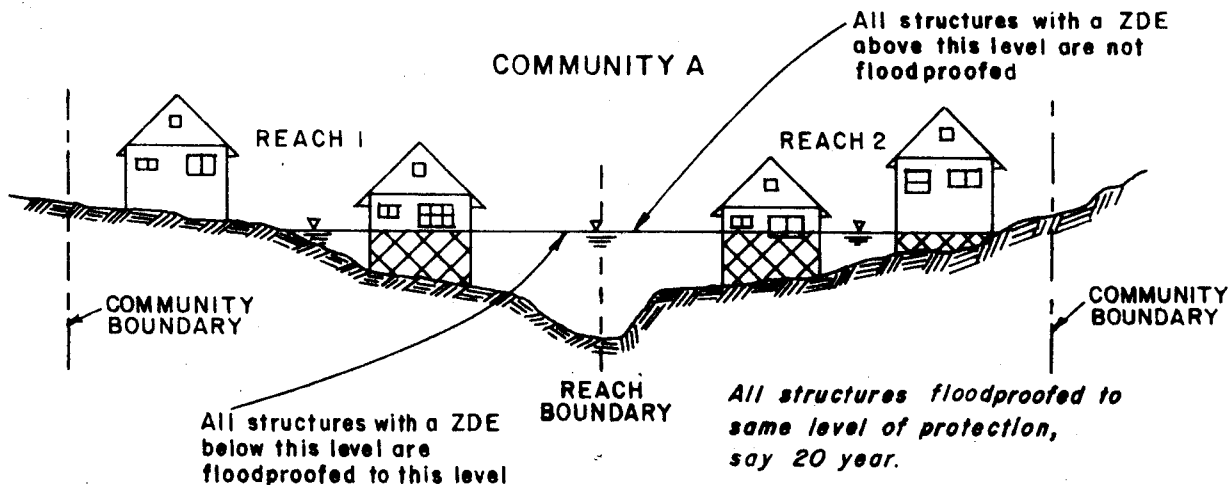 All structures with a ZDE
above this level are not
floodproofed
COMMUNITY A
REACH 1
REACH 2
COMMUNITY
BOUNDARY
COMMUNITY
BOUNDARY
REACH
BOUNDARY
All structures with a ZDE
below this level are
floodproofed to this level
All structures floodproofed to
same level of protection,
say 20 year.